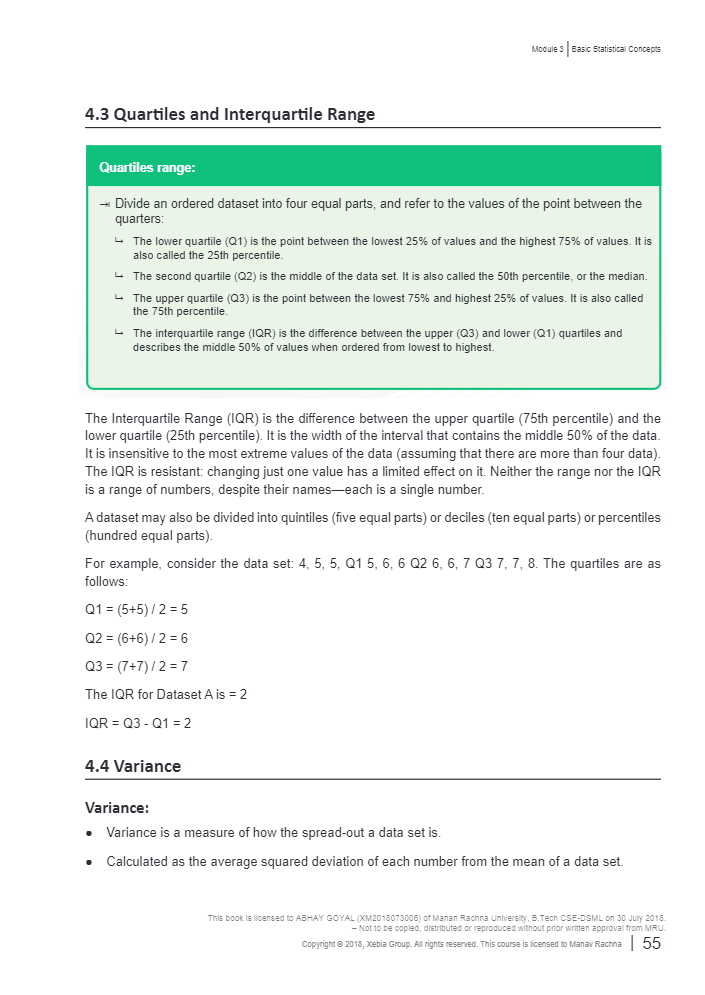 Module 3 | Basic Statistical Concepts
4.3 Quartiles and Interquartile Range
Quartiles range:
⇥ Divide an ordered dataset into four equal parts, and refer to the values of the point between the
quarters:
↳ The lower quartile (Q1) is the point between the lowest 25% of values and the highest 75% of values. It is
also called the 25th percentile.
↳ The second quartile (Q2) is the middle of the data set. It is also called the 50th percentile, or the median.
↳ The upper quartile (Q3) is the point between the lowest 75% and highest 25% of values. It is also called
the 75th percentile.
↳ The interquartile range (IQR) is the difference between the upper (Q3) and lower (Q1) quartiles and
describes the middle 50% of values when ordered from lowest to highest.
The Interquartile Range (IQR) is the difference between the upper quartile (75th percentile) and the
lower quartile (25th percentile). It is the width of the interval that contains the middle 50% of the data.
It is insensitive to the most extreme values of the data (assuming that there are more than four data).
The IQR is resistant: changing just one value has a limited effect on it. Neither the range nor the IQR
is a range of numbers, despite their names—each is a single number.
A dataset may also be divided into quintiles (five equal parts) or deciles (ten equal parts) or percentiles
(hundred equal parts).
For example, consider the data set: 4, 5, 5, Q1 5, 6, 6 Q2 6, 6, 7 Q3 7, 7, 8. The quartiles are as
follows:
Q1 = (5+5) / 2 = 5
Q2 = (6+6) / 2 = 6
Q3 = (7+7) / 2 = 7
The IQR for Dataset A is = 2
IQR = Q3 - Q1 = 2
4.4 Variance
Variance:
● Variance is a measure of how the spread-out a data set is.
● Calculated as the average squared deviation of each number from the mean of a data set.
This book is licensed to ABHAY GOYAL (XM2018073006) of Manan Rachna University, B.Tech CSE-DSML on 30 July 2018.
– Not to be copied, distributed or reproduced without prior written approval from MRU.
Copyright © 2018, Xebia Group. All rights reserved. This course is licensed to Manav Rachna | 55